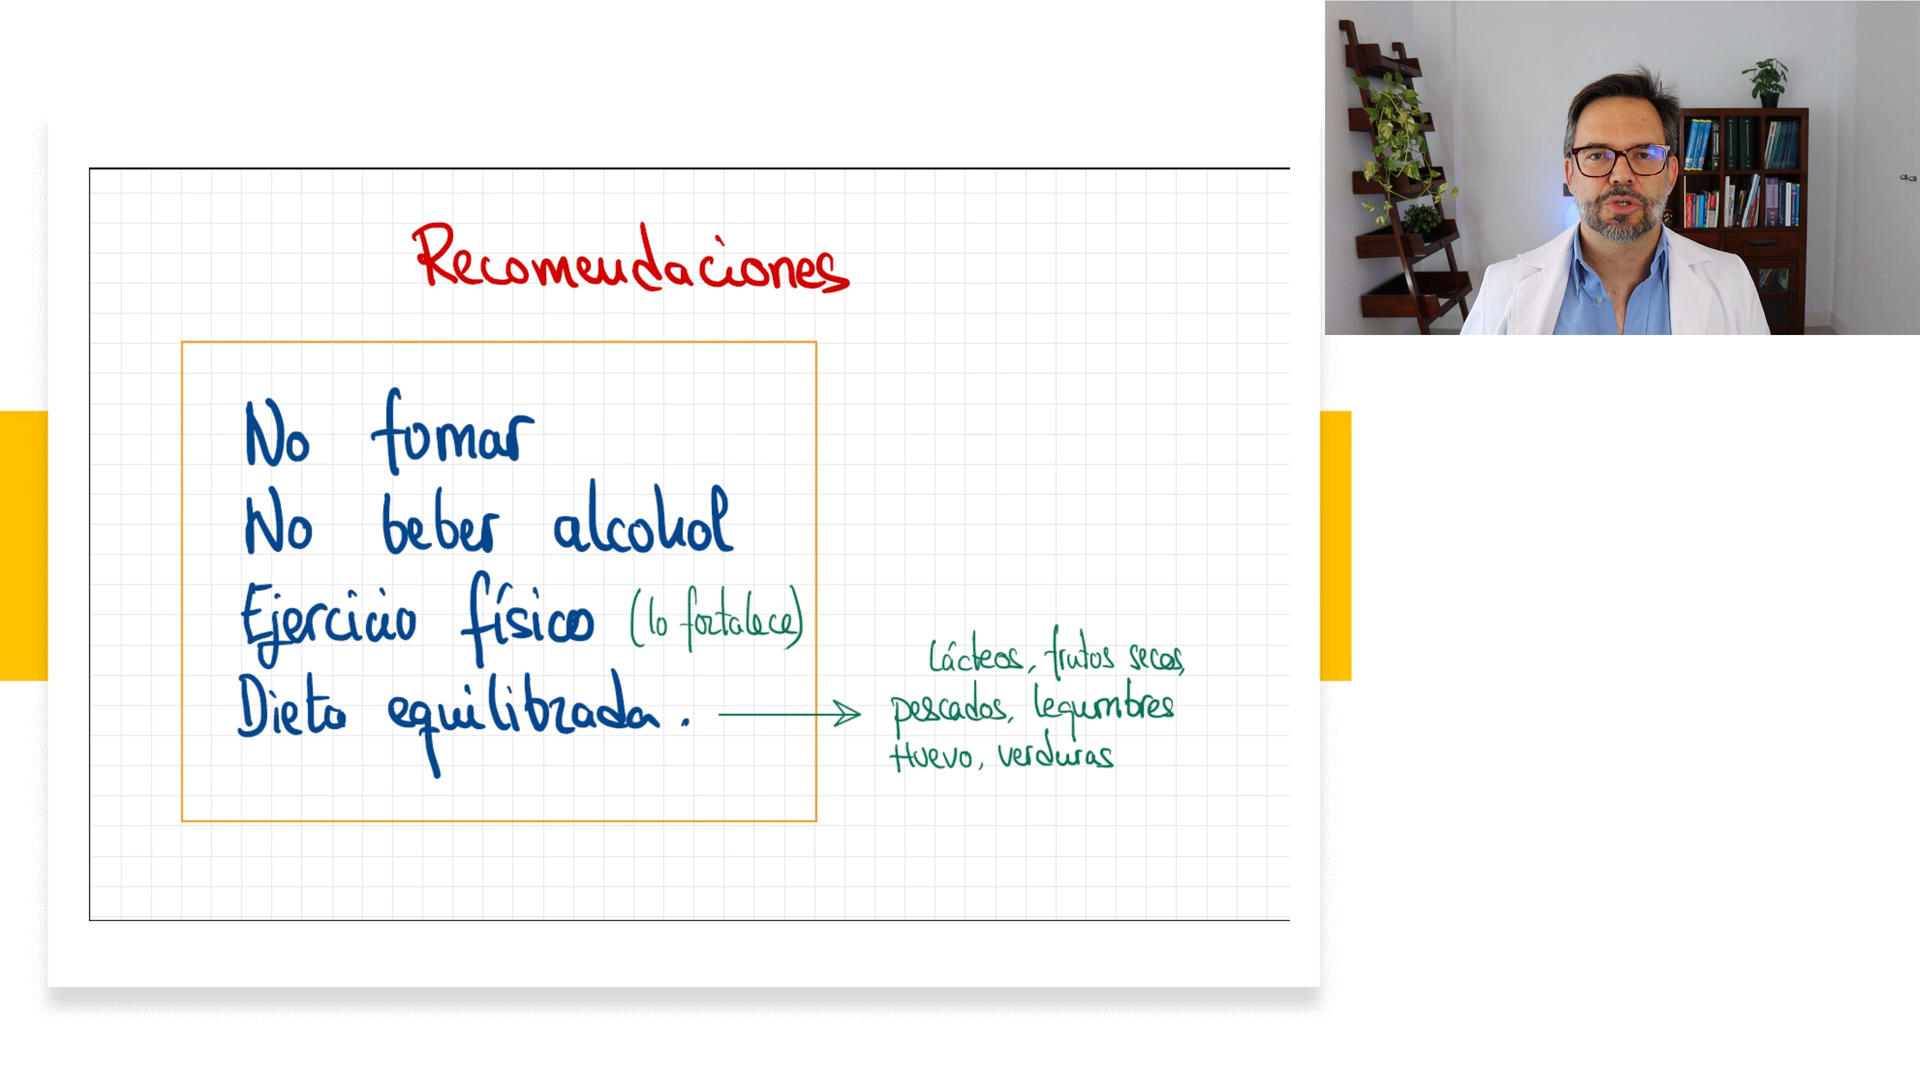 Recomendaciones
No fumar
No beber alcohol
Ejercicio físico (lo fortalece)
Dieta equilibrada.
Lácteos, frutos secos,
pescados, legumbres
Huevo, verduras